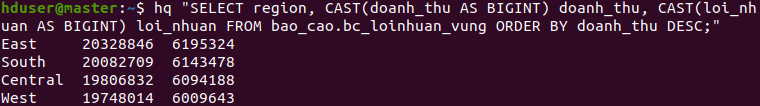 hduser@master:~$ hq "SELECT region, CAST(doanh_thu AS BIGINT) doanh_thu, CAST(loi_nh
uan AS BIGINT) loi_nhuan FROM bao_cao.bc_loinhuan_vung ORDER BY doanh_thu DESC;"
East 20328846 6195324
South 20082709 6143478
Central 19806832 6094188
West 19748014 6009643